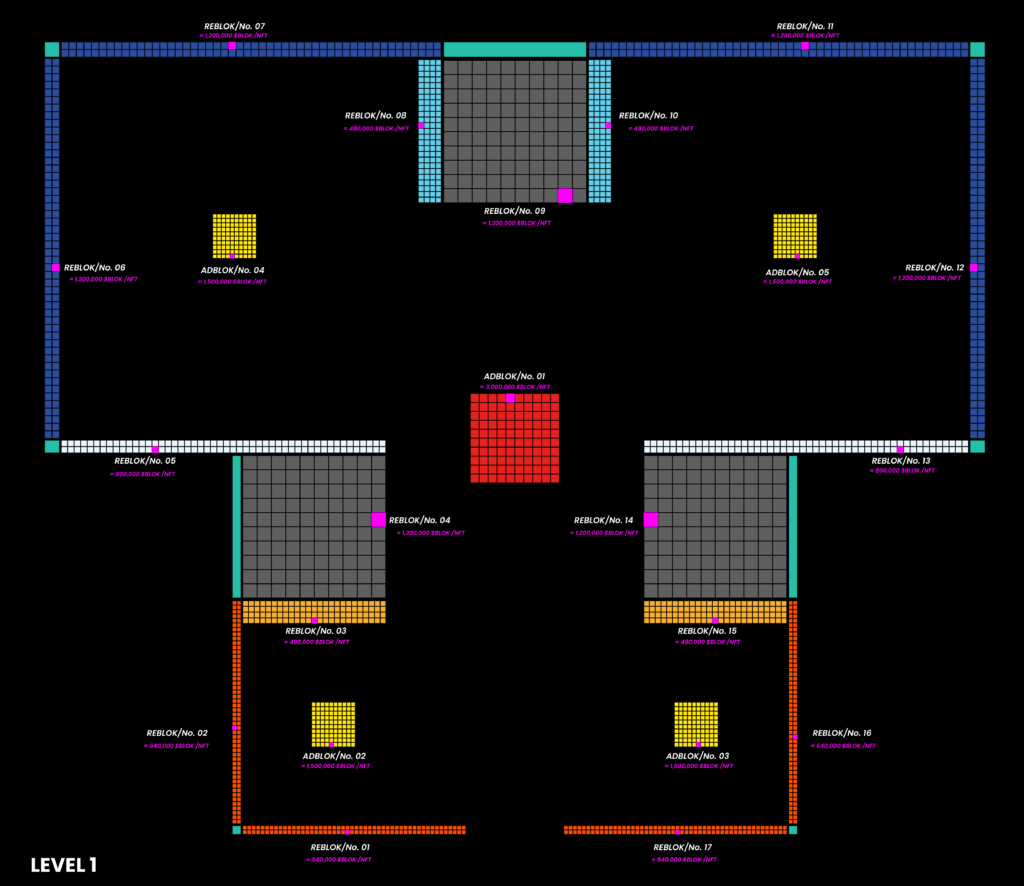 REBLOK/No. 07
= 1,200,000 $BLOK /NFT
REBLOK/No. 11
= 1,200,000 $BLOK /NFT
REBLOK/No. 08
= 480,000 $BLOK /NFT
REBLOK/No. 10
= 480,000 $BLOK /NFT
REBLOK/No. 09
= 1,200,000 $BLOK /NFT
REBLOK/No. 06
= 1,200,000 $BLOK /NFT
ADBLOK/No. 04
= 1,500,000 $BLOK /NFT
ADBLOK/No. 05
= 1,500,000 $BLOK /NFT
REBLOK/No. 12
= 1,200,000 $BLOK /NFT
ADBLOK/No. 01
= 3,000,000 $BLOK /NFT
REBLOK/No. 05
= 800,000 $BLOK /NFT
REBLOK/No. 13
= 800,000 $BLOK /NFT
REBLOK/No. 04
= 1,200,000 $BLOK /NFT
REBLOK/No. 14
= 1,200,000 $BLOK /NFT
REBLOK/No. 03
= 480,000 $BLOK /NFT
REBLOK/No. 15
= 480,000 $BLOK /NFT
REBLOK/No. 02
= 640,000 $BLOK /NFT
REBLOK/No. 16
= 640,000 $BLOK /NFT
ADBLOK/No. 02
= 1,500,000 $BLOK /NFT
ADBLOK/No. 03
= 1,500,000 $BLOK /NFT
REBLOK/No. 01
= 640,000 $BLOK /NFT
REBLOK/No. 17
= 640,000 $BLOK /NFT
LEVEL 1